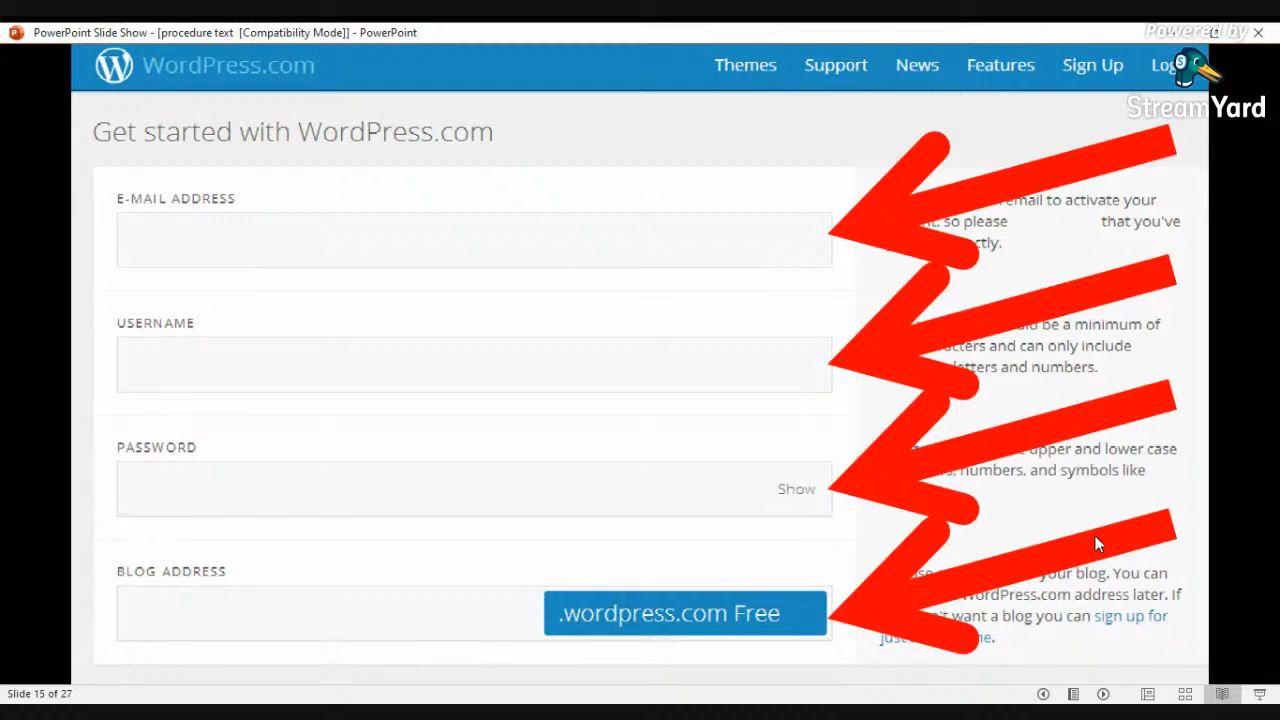 PowerPoint Slide Show - [procedure text [Compatibility Mode]] - PowerPoint
Powered by
StreamYard
WordPress.com
Themes Support News Features Sign Up
Get started with WordPress.com
E-MAIL ADDRESS
email to activate your
so please that you've
USERNAME
be a minimum of
and can only include
letters and numbers.
PASSWORD
Show
upper and lower case
numbers, and symbols like
BLOG ADDRESS
.wordpress.com Free
your blog. You can
WordPress.com address later. If
want a blog you can sign up for
just
Slide 15 of 27